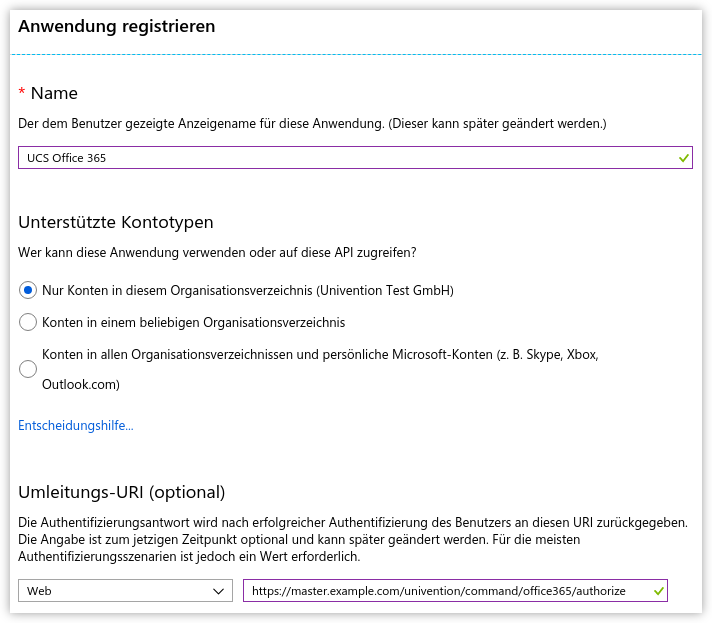 Anwendung registrieren
* Name
Der dem Benutzer gezeigte Anzeigename für diese Anwendung. (Dieser kann später geändert werden.)
UCS Office 365
Unterstützte Kontotypen
Wer kann diese Anwendung verwenden oder auf diese API zugreifen?
Nur Konten in diesem Organisationsverzeichnis (Univention Test GmbH)
Konten in einem beliebigen Organisationsverzeichnis
Konten in allen Organisationsverzeichnissen und persönliche Microsoft-Konten (z. B. Skype, Xbox,
Outlook.com)
Entscheidungshilfe...
Umleitungs-URI (optional)
Die Authentifizierungsantwort wird nach erfolgreicher Authentifizierung des Benutzers an diesen URI zurückgegeben.
Die Angabe ist zum jetzigen Zeitpunkt optional und kann später geändert werden. Für die meisten
Authentifizierungsszenarien ist jedoch ein Wert erforderlich.
Web
https://master.example.com/univention/command/office365/authorize